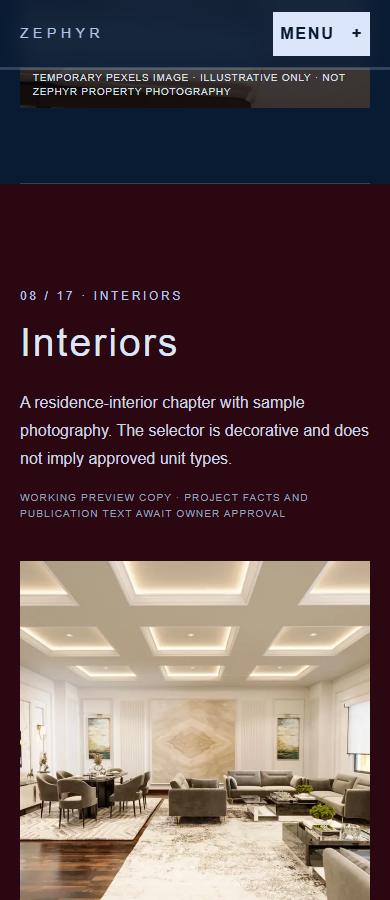 ZEPHYR
MENU +
TEMPORARY PEXELS IMAGE · ILLUSTRATIVE ONLY · NOT
ZEPHYR PROPERTY PHOTOGRAPHY
08 / 17 · INTERIORS
Interiors
A residence-interior chapter with sample
photography. The selector is decorative and does
not imply approved unit types.
WORKING PREVIEW COPY · PROJECT FACTS AND
PUBLICATION TEXT AWAIT OWNER APPROVAL